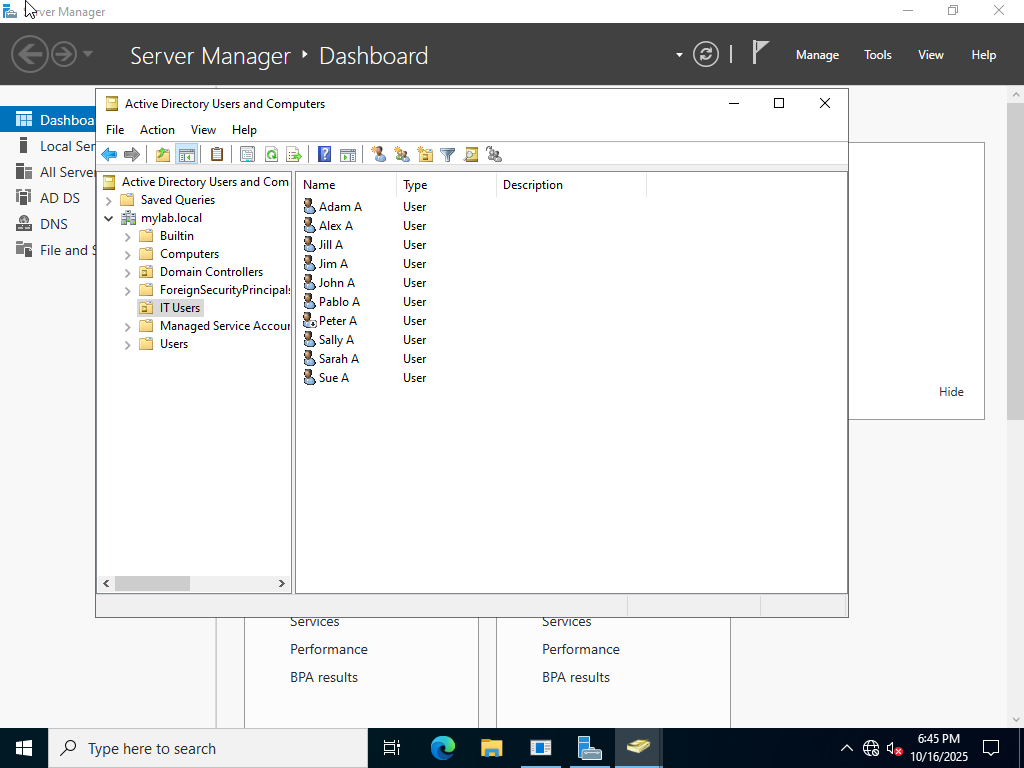 Server Manager
Server Manager
Dashboard
Manage
Tools
View
Help
Dashboa
Local Ser
All Server
AD DS
DNS
File and S
Active Directory Users and Computers
File
Action
View
Help
Active Directory Users and Com
Saved Queries
mylab.local
Builtin
Computers
Domain Controllers
ForeignSecurityPrincipals
IT Users
Managed Service Accoun
Users
Name Type Description
Adam A User
Alex A User
Jill A User
Jim A User
John A User
Pablo A User
Peter A User
Sally A User
Sarah A User
Sue A User
Hide
Services
Performance
BPA results
Services
Performance
BPA results
Type here to search
6:45 PM
10/16/2025